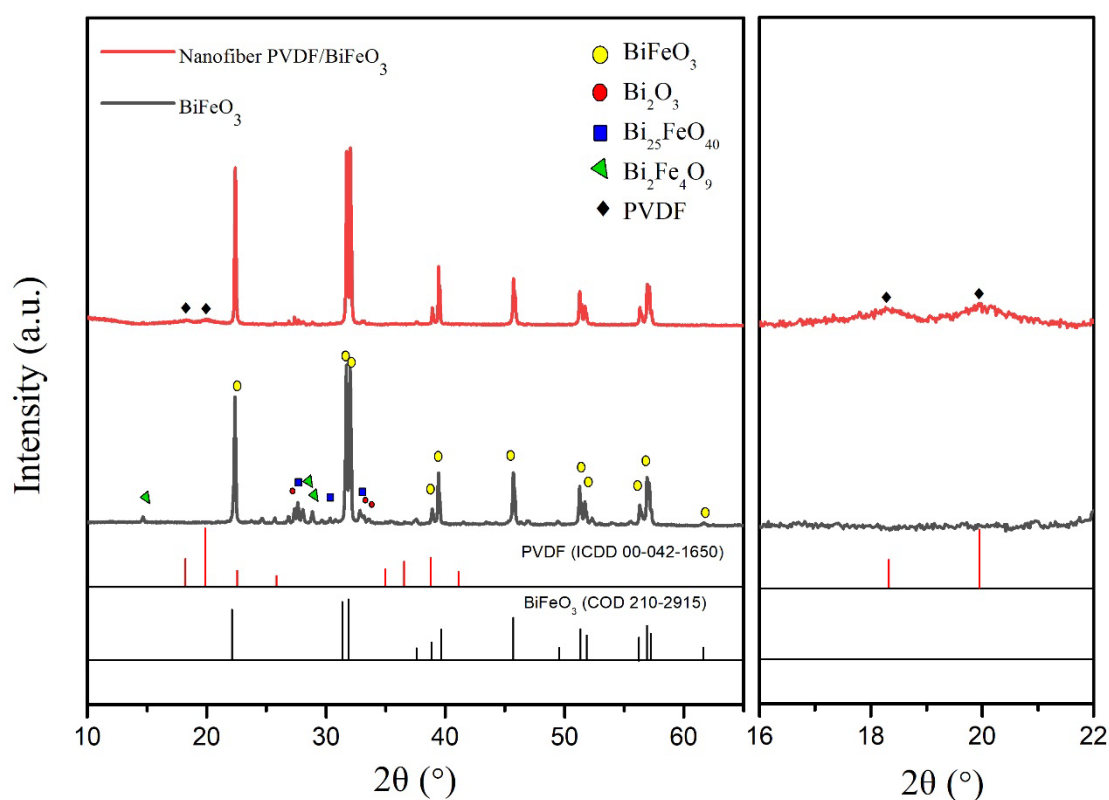 Nanofiber PVDF/BiFeO3
BiFeO3
BiFeO3
Bi2O3
Bi25FeO40
Bi2Fe4O9
PVDF
Intensity (a.u.)
PVDF (ICDD 00-042-1650)
BiFeO3 (COD 210-2915)
10 20 30 40 50 60
16 18 20 22
2θ (°)
2θ (°)